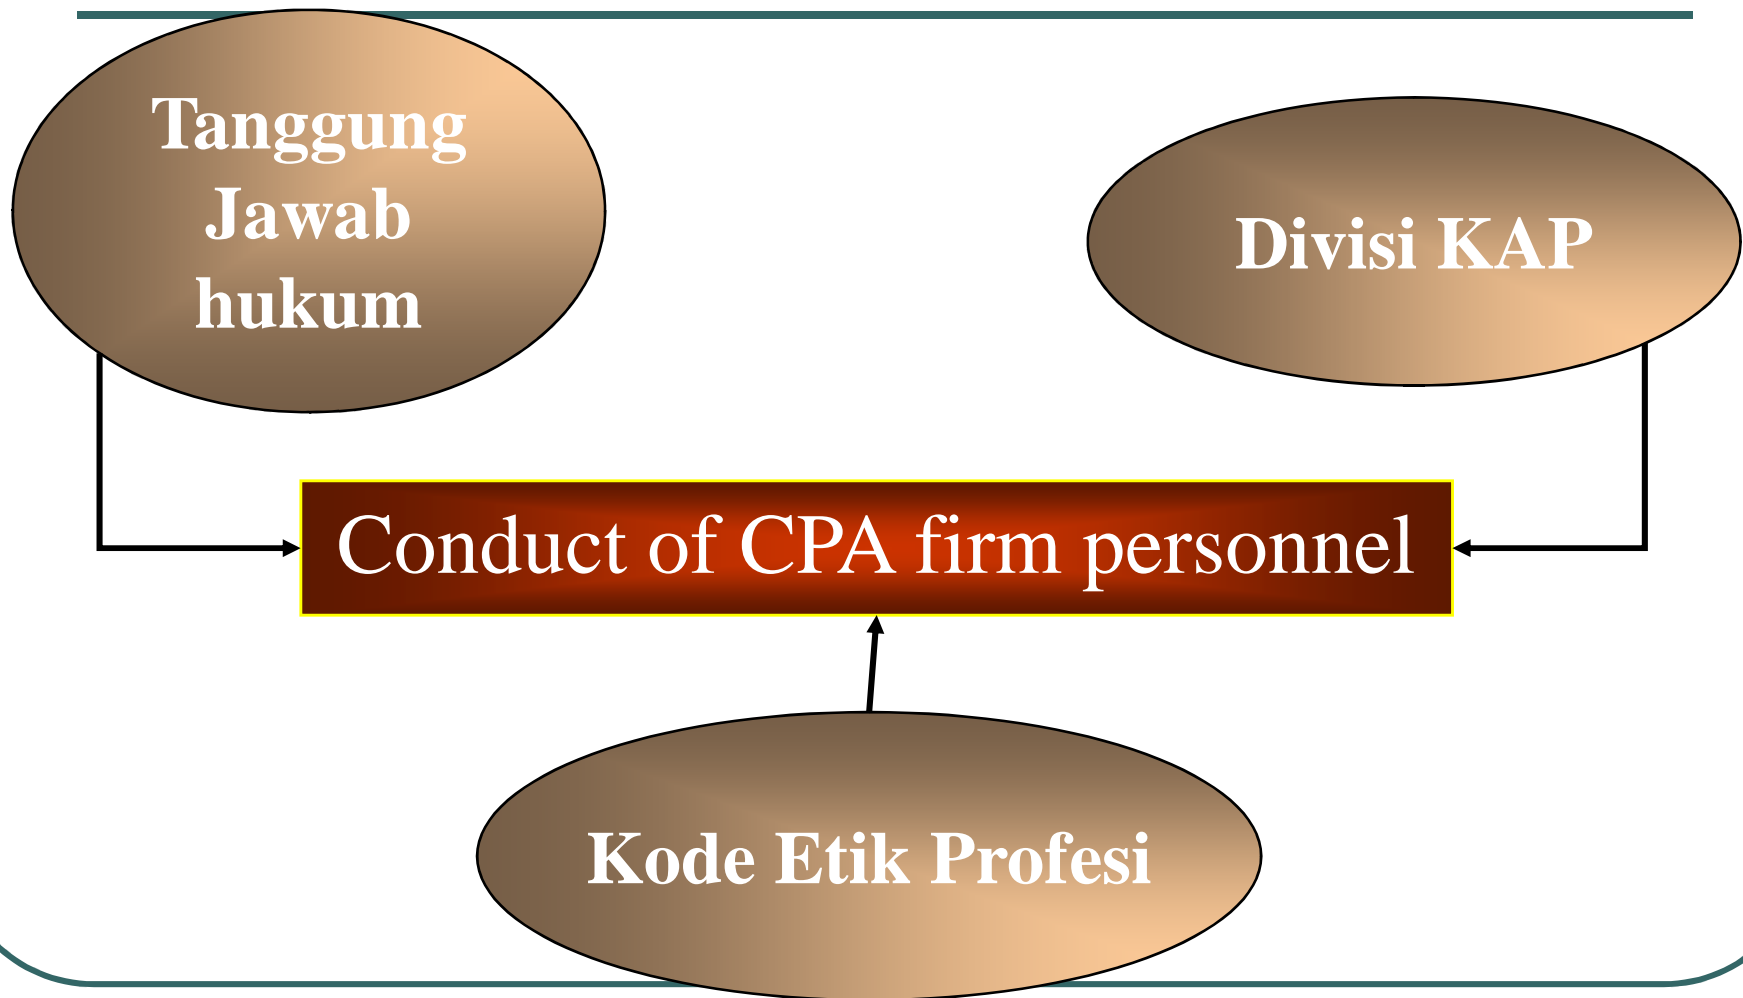 Tanggung
Jawab
hukum
Divisi KAP
Conduct of CPA firm personnel
Kode Etik Profesi